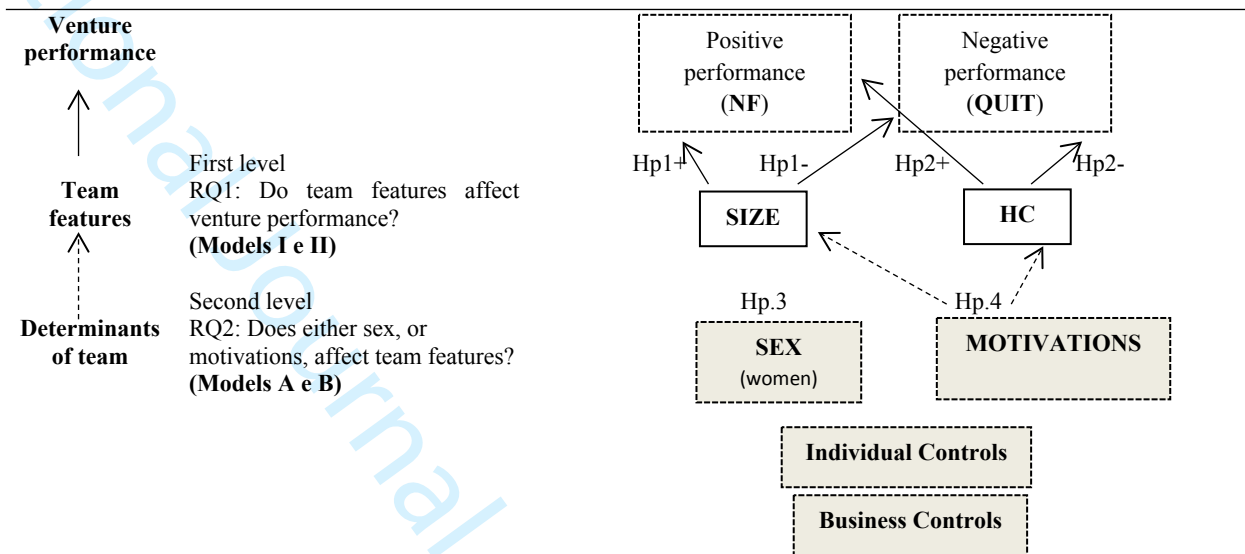 Venture
performance
Positive
performance
(NF)
Negative
performance
(QUIT)
Hp1+
Hp1-
Hp2+
Hp2-
Team
features
First level
RQ1: Do team features affect
venture performance?
(Models I e II)
SIZE
HC
Determinants
of team
Second level
RQ2: Does either sex, or
motivations, affect team features?
(Models A e B)
Hp.3
Hp.4
SEX
(women)
MOTIVATIONS
Individual Controls
Business Controls
ional Journal